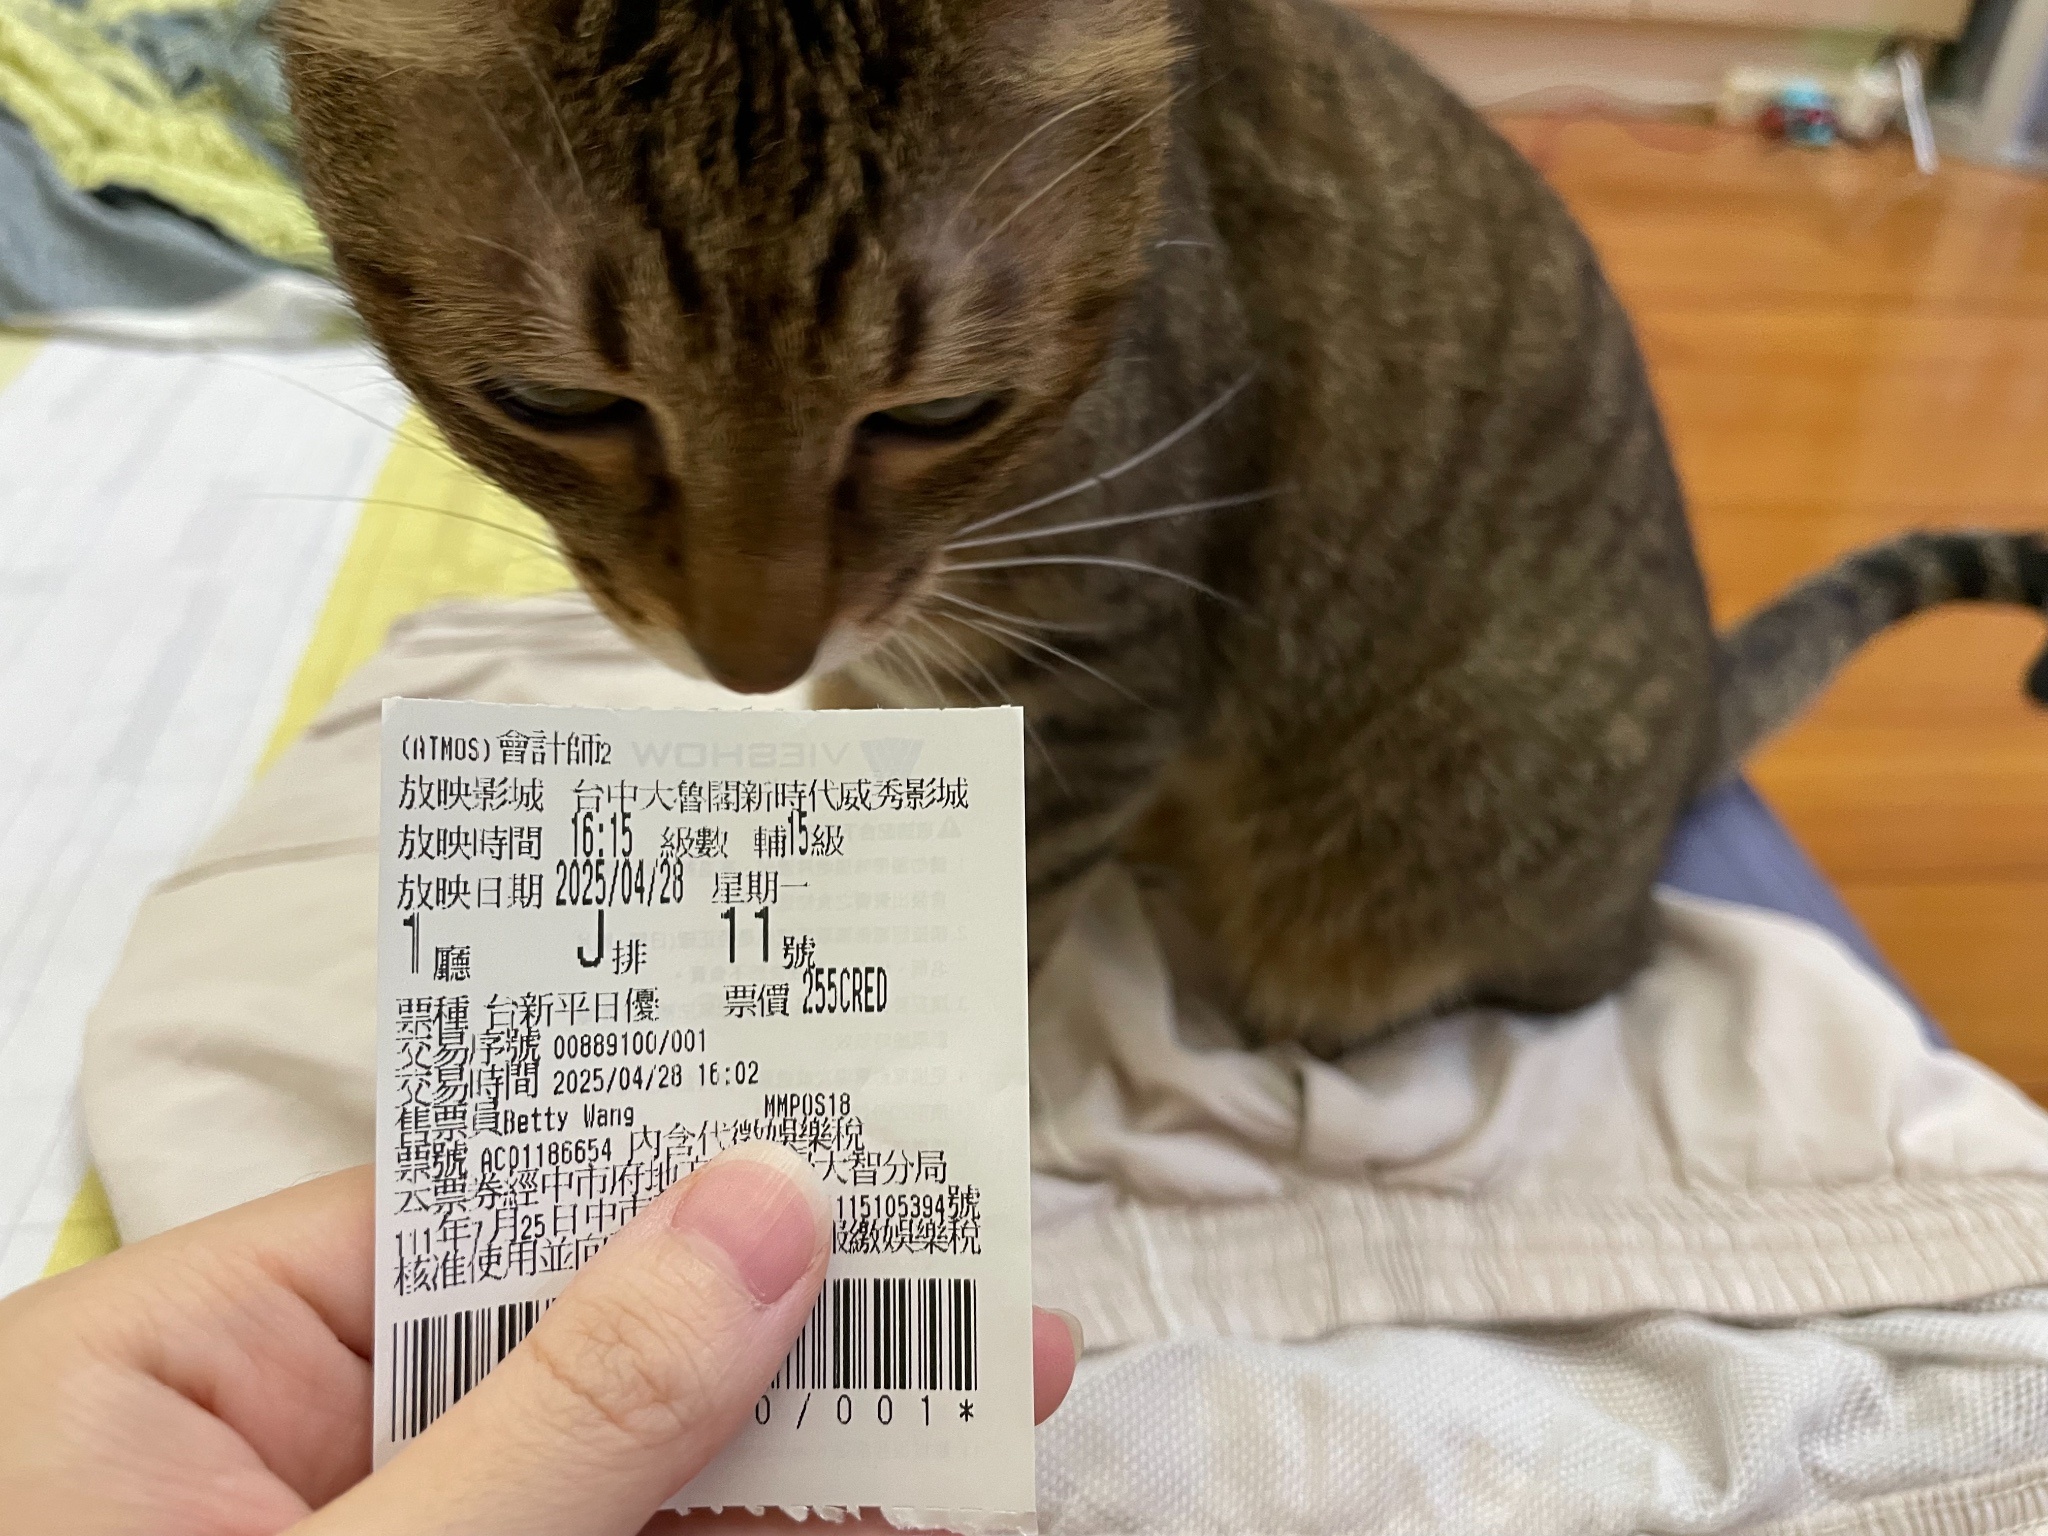 (ATMOS)會計師2
放映影城 台中大魯閣新時代威秀影城
放映時間 16:15 級數 輔15級
放映日期 2025/04/28 星期一
1廳 J排 11號
票種 台新平日優 票價 255CRED
交易序號 00889100/001
交易時間 2025/04/28 16:02
售票員Betty Wang MMPOS18
票號 AC01186654 內含代徵娛樂稅
票券經中市府地 大智分局
111年7月25日中市 1151053945號
核准使用並向 報繳娛樂稅
0/001*